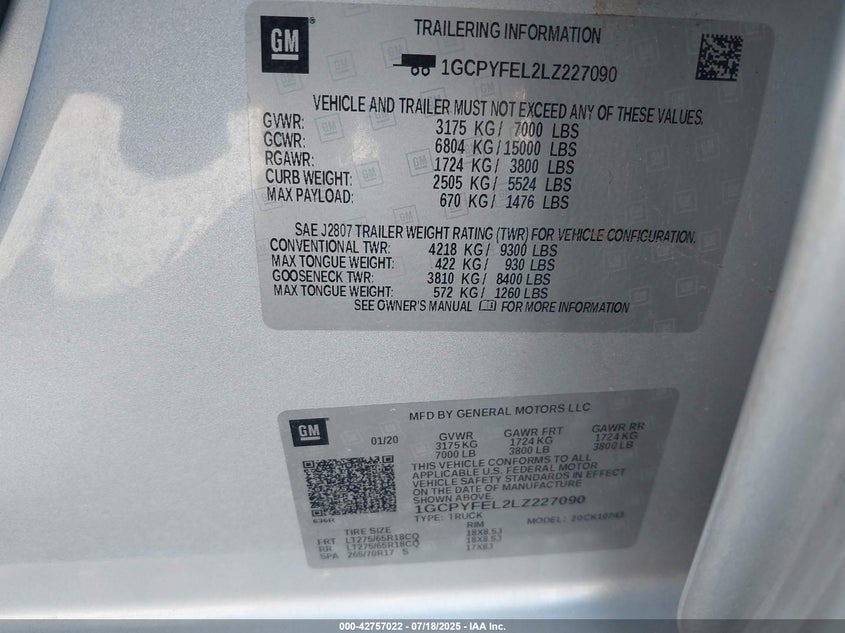 GM
TRAILERING INFORMATION
1GCPYFEL2LZ227090
VEHICLE AND TRAILER MUST NOT EXCEED ANY OF THESE VALUES.
GVWR: 3175 KG / 7000 LBS
GCWR: 6804 KG / 15000 LBS
RGAWR: 1724 KG / 3800 LBS
CURB WEIGHT: 2505 KG / 5524 LBS
MAX PAYLOAD: 670 KG / 1476 LBS
SAE J2807 TRAILER WEIGHT RATING (TWR) FOR VEHICLE CONFIGURATION.
CONVENTIONAL TWR: 4218 KG / 9300 LBS
MAX TONGUE WEIGHT: 422 KG / 930 LBS
GOOSENECK TWR: 3810 KG / 8400 LBS
MAX TONGUE WEIGHT: 572 KG / 1260 LBS
SEE OWNER'S MANUAL FOR MORE INFORMATION
GM
MFD BY GENERAL MOTORS LLC
01/20 GVWR GAWR FRT GAWR RR
3175 KG 1724 KG 1724 KG
7000 LB 3800 LB 3800 LB
THIS VEHICLE CONFORMS TO ALL
APPLICABLE U.S. FEDERAL MOTOR
VEHICLE SAFETY STANDARDS IN EFFECT
ON THE DATE OF MANUFACTURE
SHOWN ABOVE.
1GCPYFEL2LZ227090
TYPE: TRUCK MODEL:
TIRE SIZE RIM
FRT LT275/65R18CQ 18X8.5J
RR LT275/65R18CQ 18X8.5J
SPA 265/70R17 S 17X8J
000-42757022 / 07/18/2025 - IAA Inc.